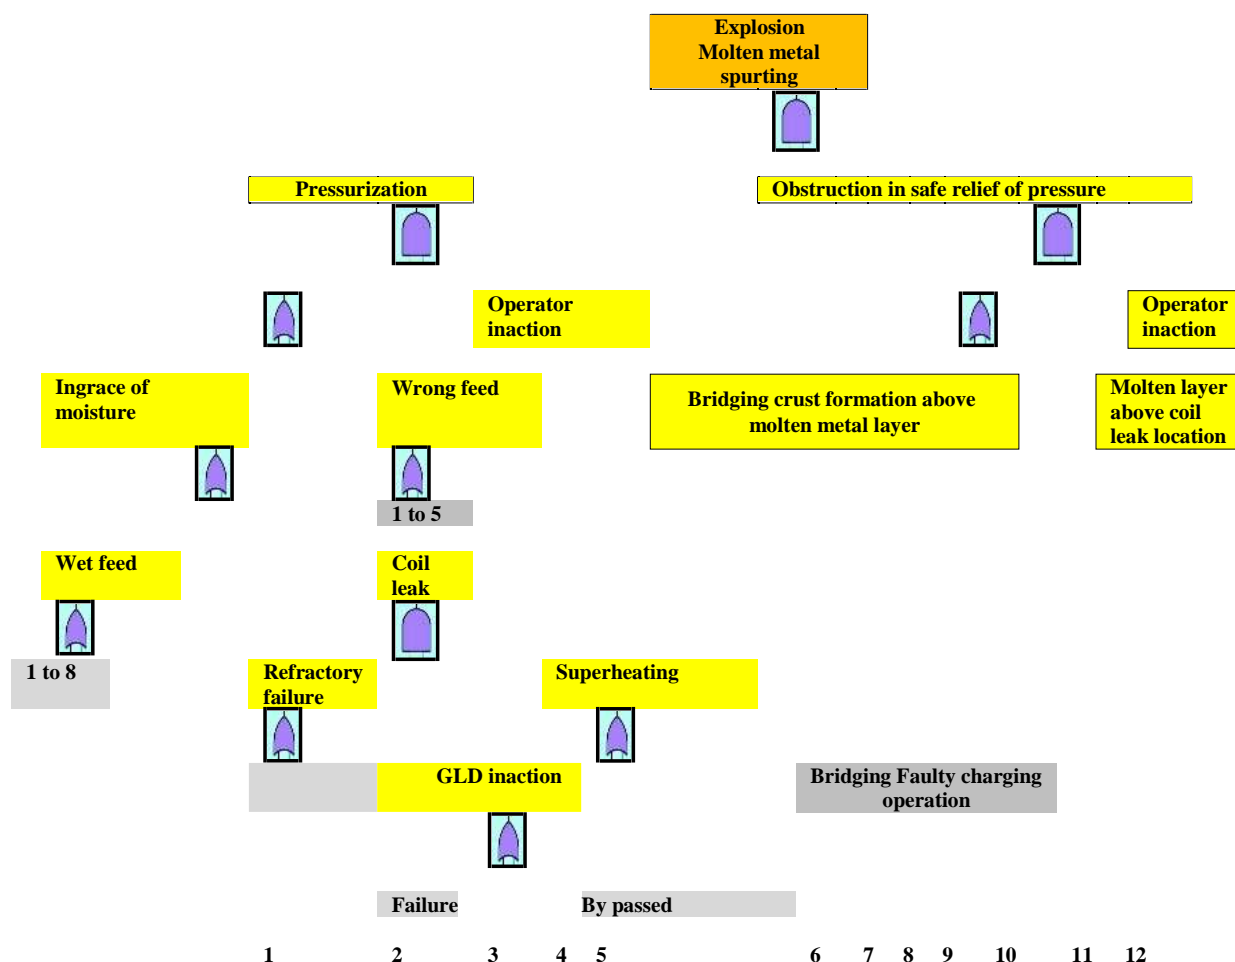 Explosion
Molten metal
spurting
Pressurization
Obstruction in safe relief of pressure
Operator
inaction
Operator
inaction
Ingrace of
moisture
Wrong feed
Bridging crust formation above
molten metal layer
Molten layer
above coil
leak location
1 to 5
Wet feed
Coil
leak
1 to 8
Refractory
failure
Superheating
GLD inaction
Bridging Faulty charging
operation
Failure
By passed
1 2 3 4 5 6 7 8 9 10 11 12